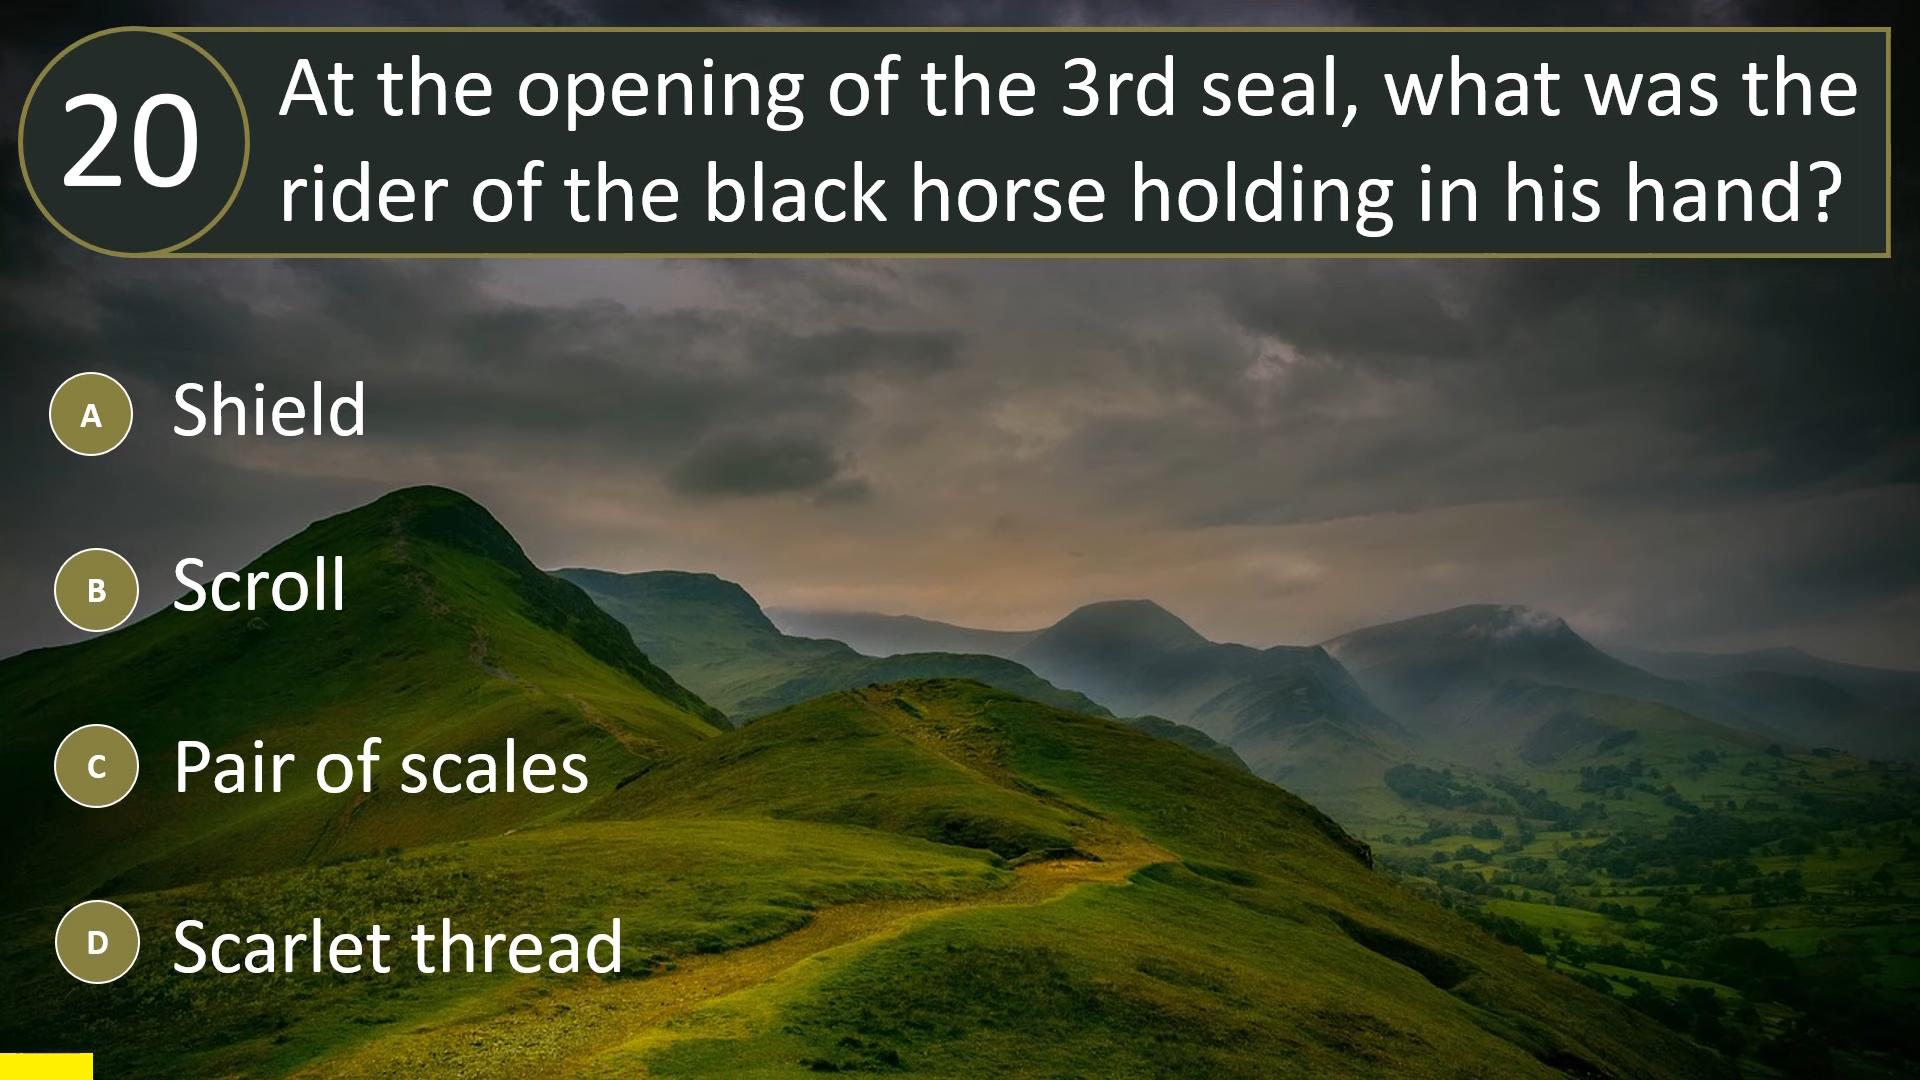 20
At the opening of the 3rd seal, what was the
rider of the black horse holding in his hand?
A Shield
B Scroll
C Pair of scales
D Scarlet thread